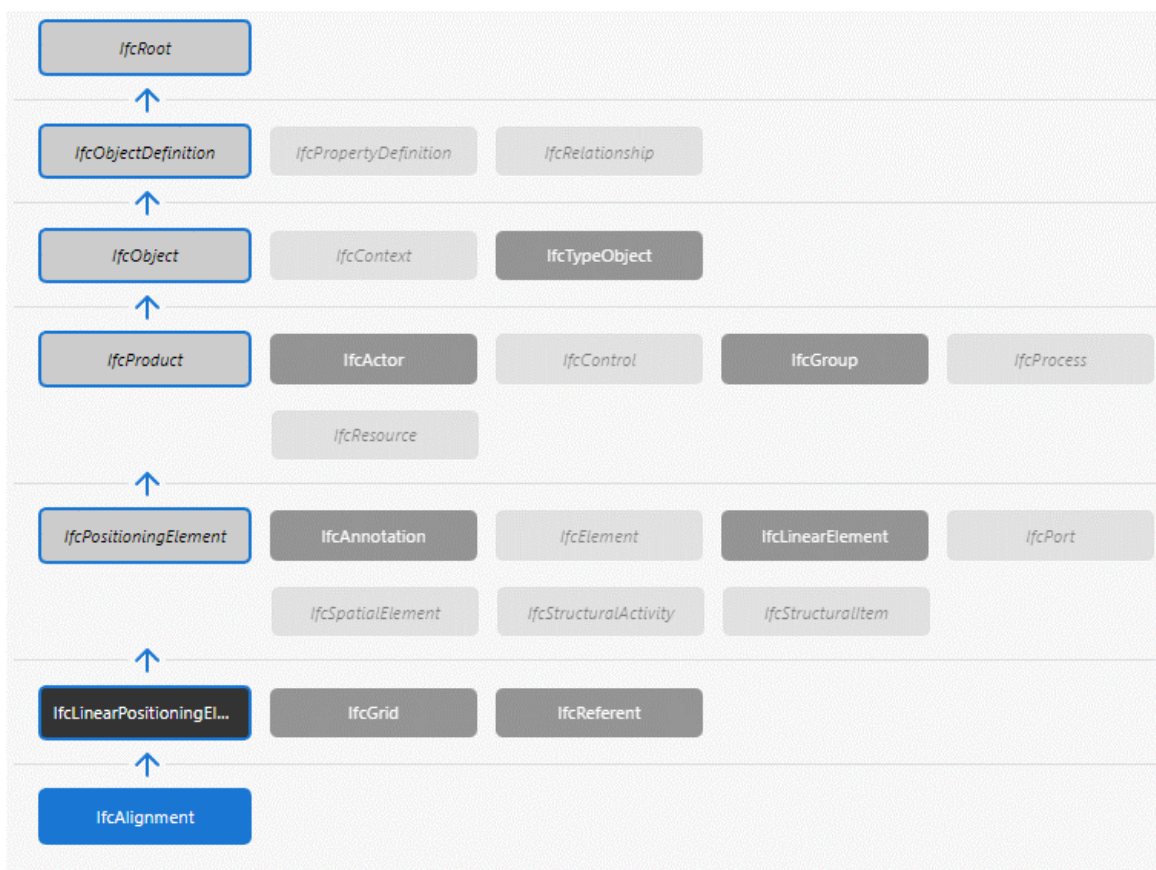 IfcRoot
IfcObjectDefinition IfcPropertyDefinition IfcRelationship
IfcObject IfcContext IfcTypeObject
IfcProduct IfcActor IfcControl IfcGroup IfcProcess
IfcResource
IfcPositioningElement IfcAnnotation IfcElement IfcLinearElement IfcPort
IfcSpatialElement IfcStructuralActivity IfcStructuralItem
IfcLinearPositioningEl... IfcGrid IfcReferent
IfcAlignment